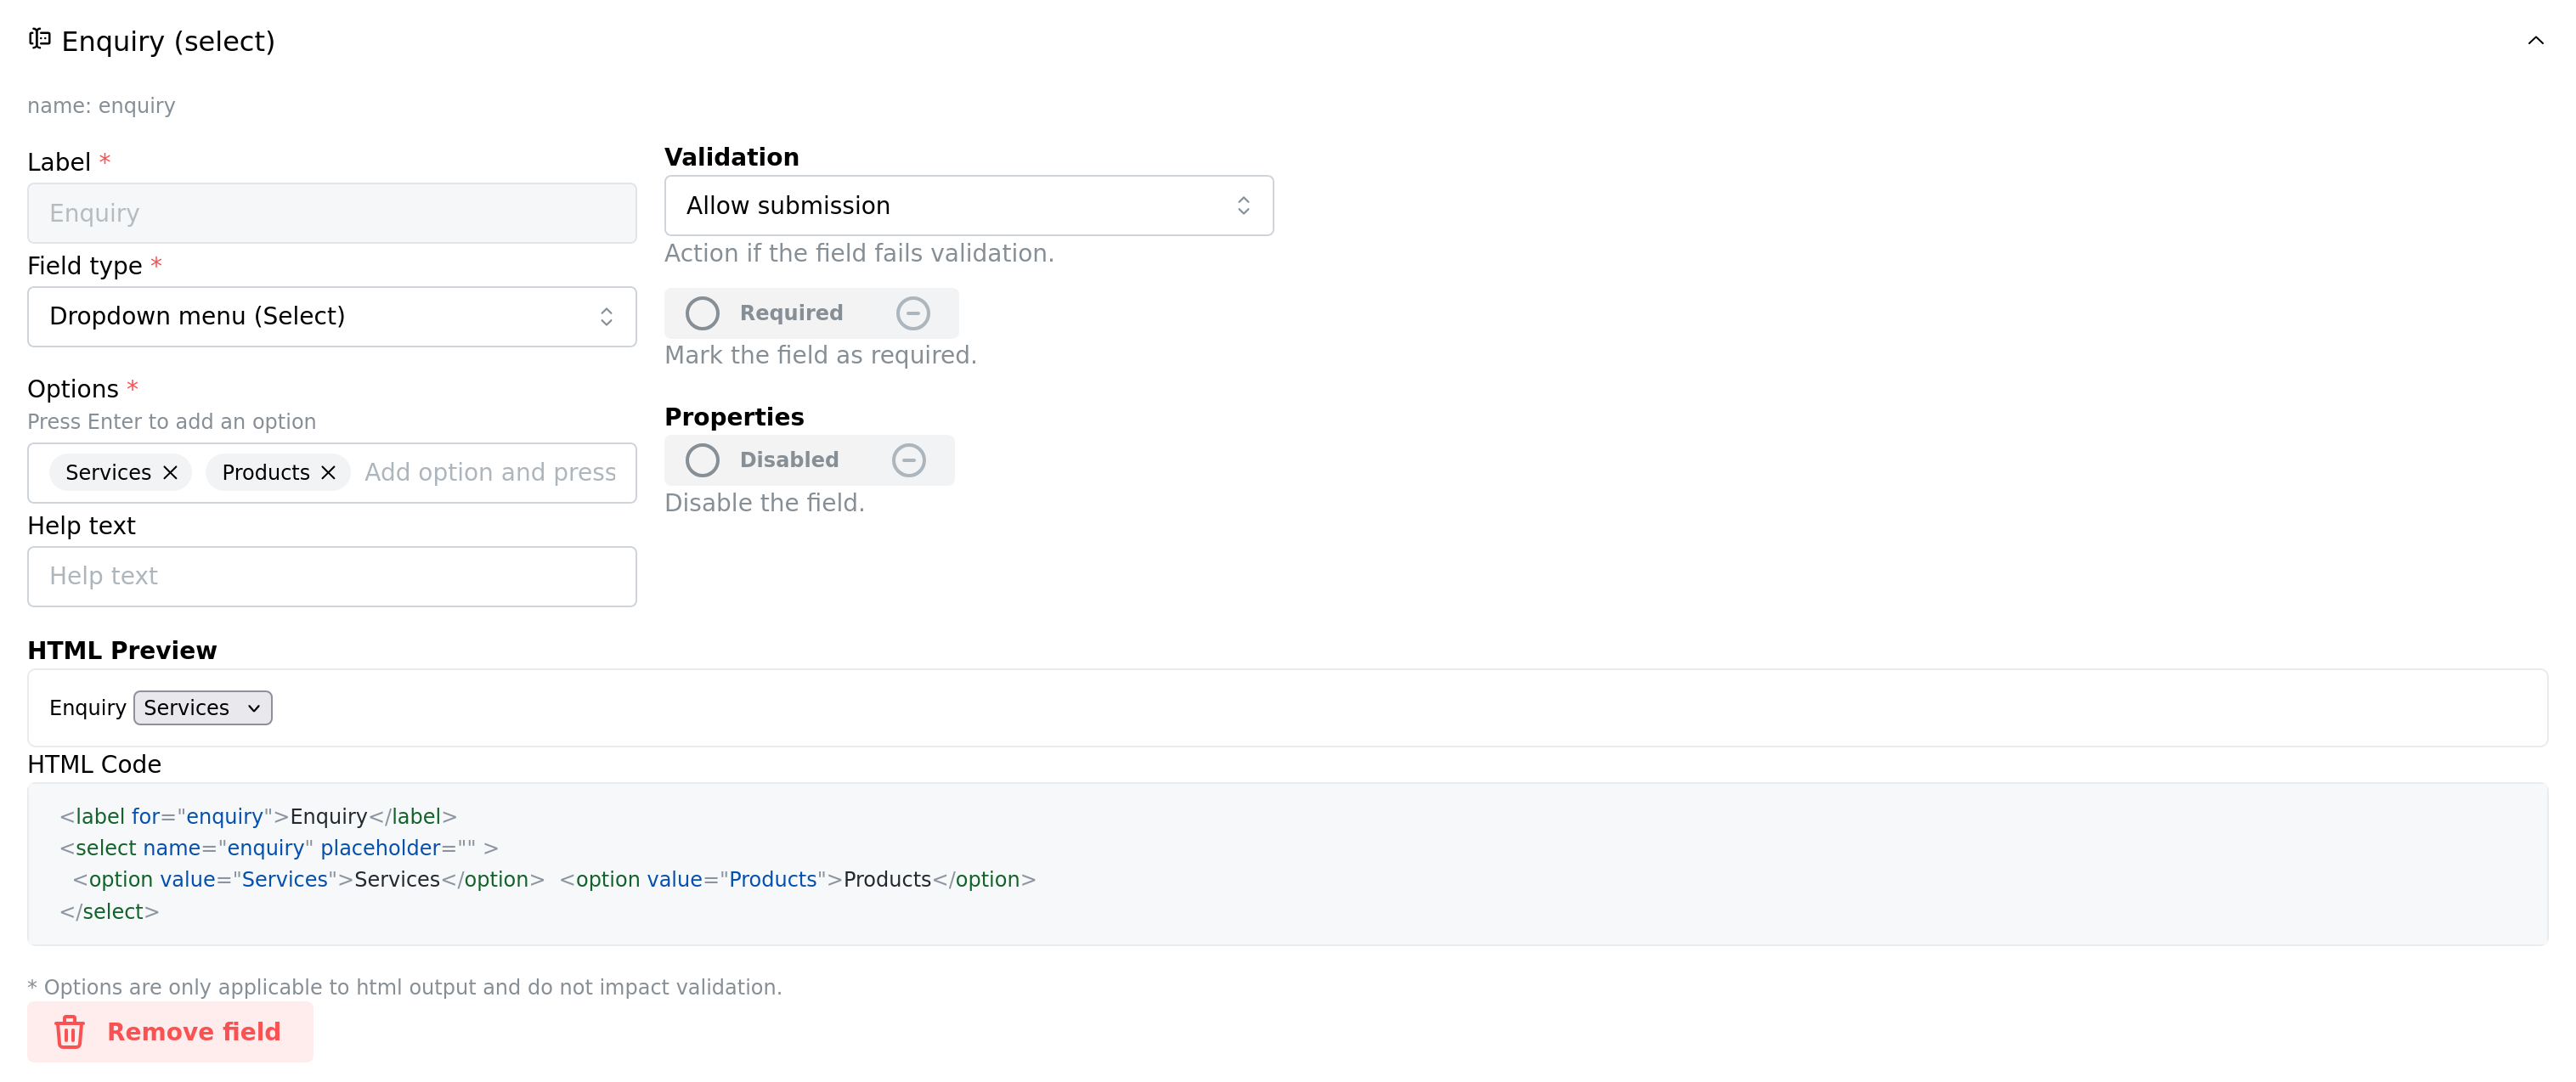 Enquiry (select)
name: enquiry
Label *
Enquiry
Field type *
Dropdown menu (Select)
Options *
Press Enter to add an option
Services Products Add option and press
Help text
Help text
Validation
Allow submission
Action if the field fails validation.
Required
Mark the field as required.
Properties
Disabled
Disable the field.
HTML Preview
Enquiry Services
HTML Code
<label for="enquiry">Enquiry</label>
<select name="enquiry" placeholder="" >
<option value="Services">Services</option> <option value="Products">Products</option>
</select>
* Options are only applicable to html output and do not impact validation.
Remove field